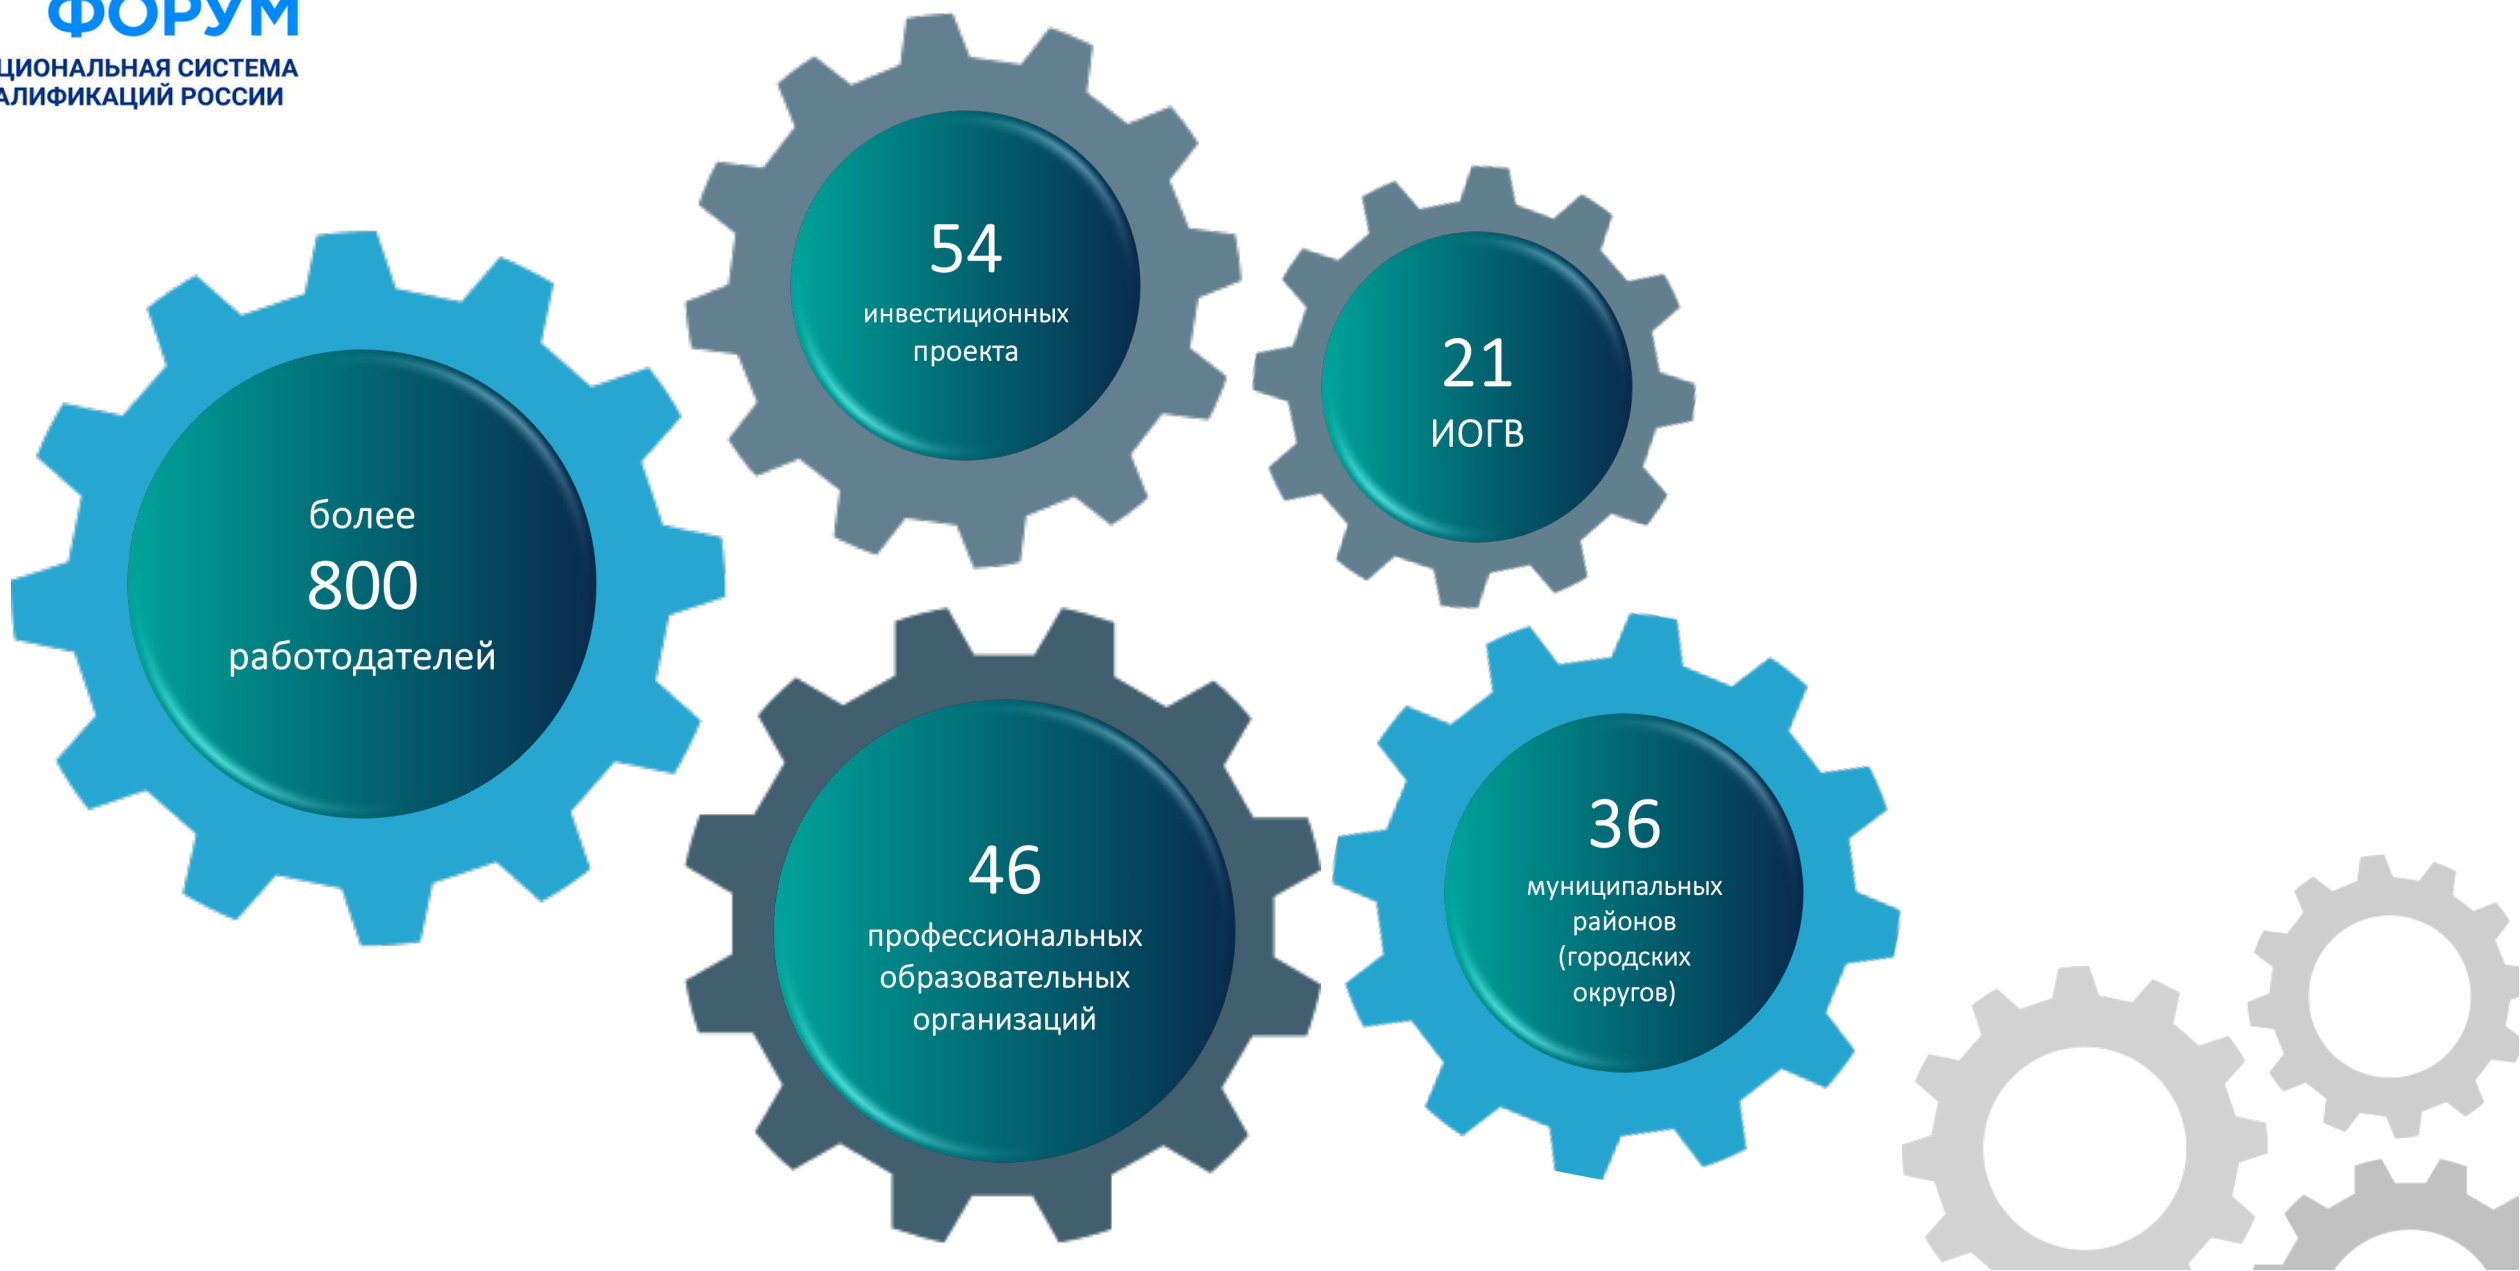 ФОРУМ
ЦИОНАЛЬНАЯ СИСТЕМА
АЛИФИКАЦИЙ РОССИИ
54
инвестиционных
проекта
21
ИОГВ
более
800
работодателей
46
профессиональных
образовательных
организаций
36
муниципальных
районов
(городских
округов)